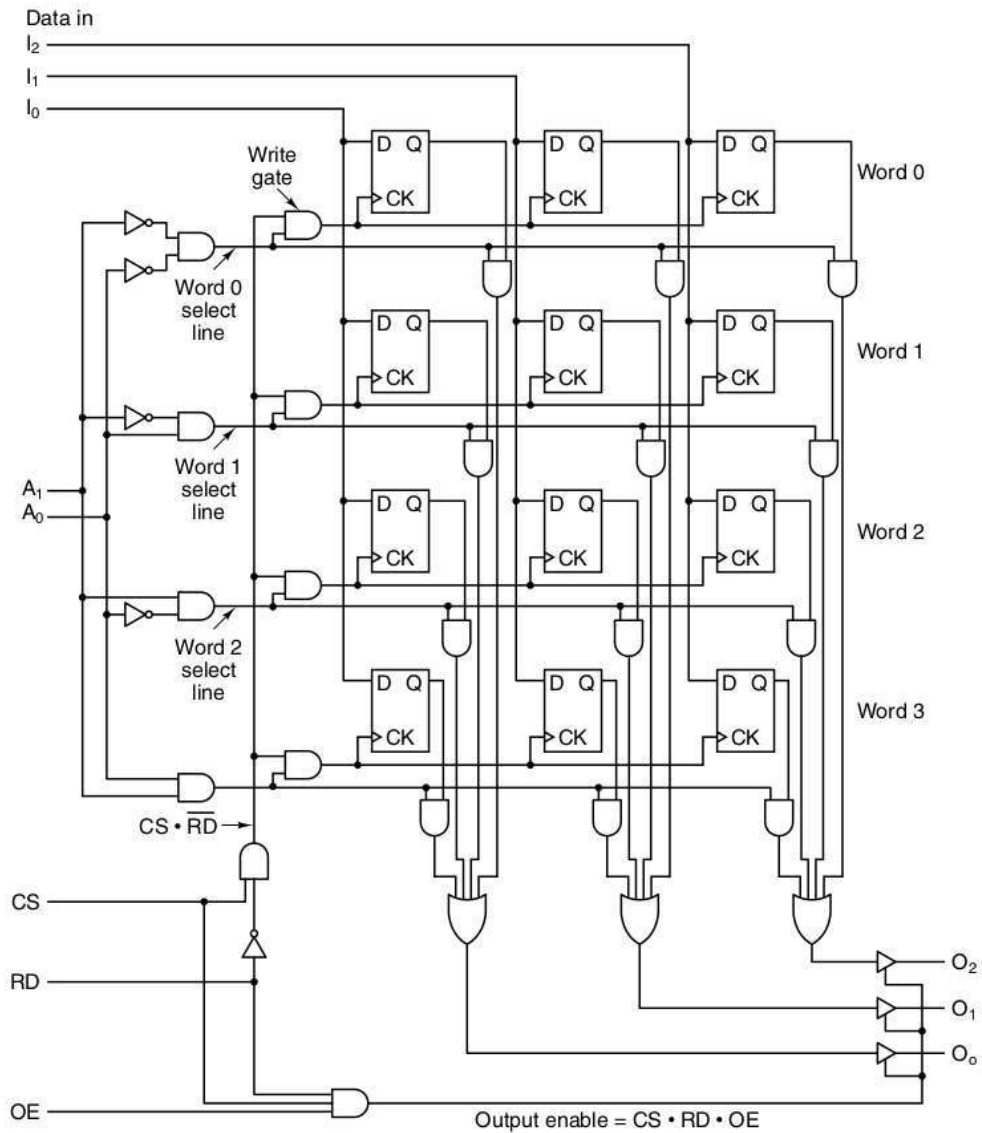 Data in
I₂
I₁
I₀
Write
gate
D Q
CK
D Q
CK
D Q
CK
Word 0
Word 0
select
line
D Q
CK
D Q
CK
D Q
CK
Word 1
Word 1
select
line
A₁
A₀
D Q
CK
D Q
CK
D Q
CK
Word 2
Word 2
select
line
D Q
CK
D Q
CK
D Q
CK
Word 3
CS • R̅D̅
CS
RD
OE
O₂
O₁
Oₒ
Output enable = CS • RD • OE